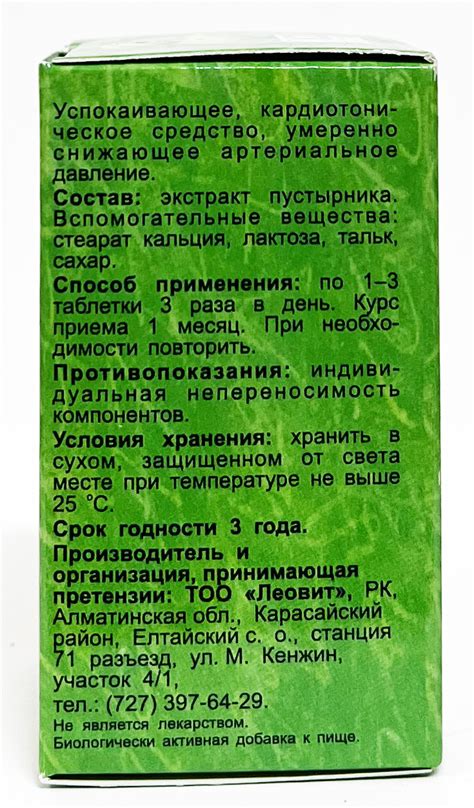 Успокаивающее, кардиотони-
ческое средство, умеренно
снижающее артериальное
давление.
Состав: экстракт пустырника.
Вспомогательные вещества:
стеарат кальция, лактоза, тальк,
сахар.
Способ применения: по 1–3
таблетки 3 раза в день. Курс
приема 1 месяц. При необхо-
димости повторить.
Противопоказания: индиви-
дуальная непереносимость
компонентов.
Условия хранения: хранить в
сухом, защищенном от света
месте при температуре не выше
25 °С.
Срок годности 3 года.
Производитель и
организация, принимающая
претензии: ТОО «Леовит», РК,
Алматинская обл., Карасайский
район, Елтайский с. о., станция
71 разъезд, ул. М. Кенжин,
участок 4/1,
тел.: (727) 397-64-29.
Не является лекарством.
Биологически активная добавка к пище.